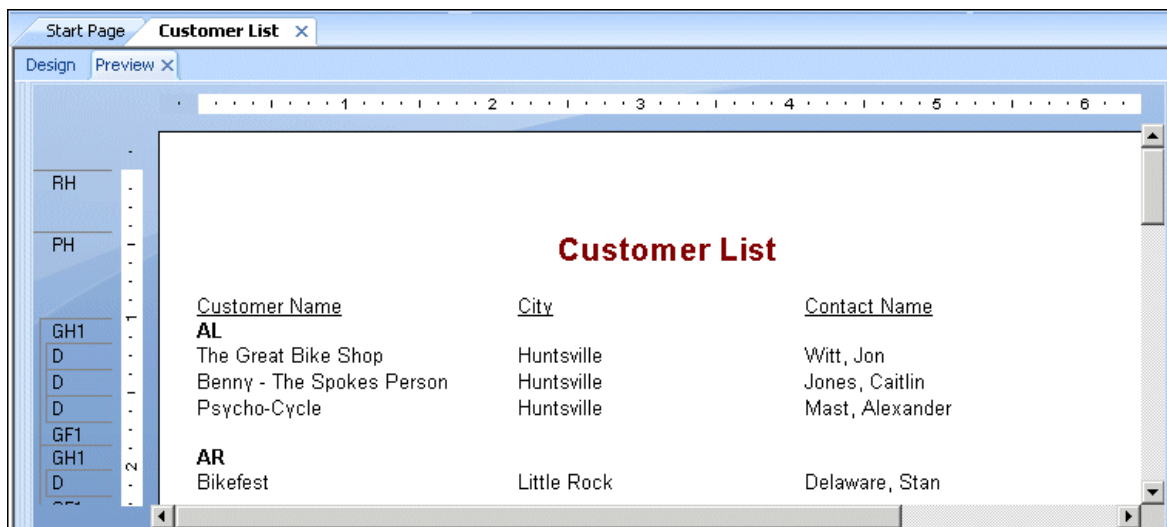 Start Page Customer List
Design Preview
1 2 3 4 5 6
RH
PH
Customer List
Customer Name City Contact Name
1
GH1 AL
D The Great Bike Shop Huntsville Witt, Jon
D Benny - The Spokes Person Huntsville Jones, Caitlin
D Psycho-Cycle Huntsville Mast, Alexander
GF1
GH1 AR
2
D Bikefest Little Rock Delaware, Stan